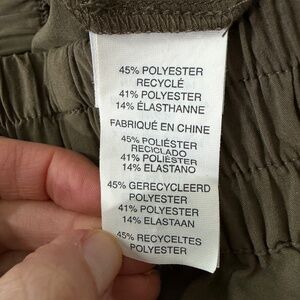 45% POLYESTER
RECYCLÉ
41% POLYESTER
14% ÉLASTHANNE
FABRIQUÉ EN CHINE
45% POLIÉSTER
RECICLADO
41% POLIÉSTER
14% ELASTANO
45% GERECYCLEERD
POLYESTER
41% POLYESTER
14% ELASTAAN
45% RECYCELTES
POLYESTER